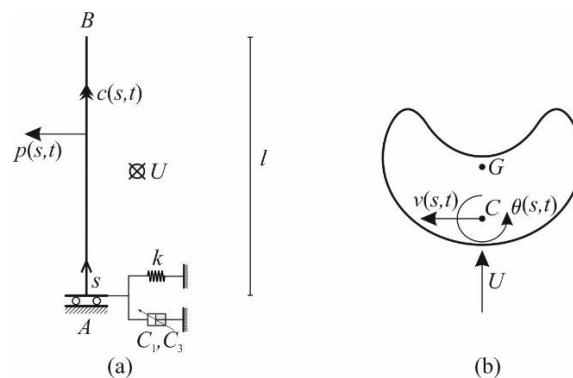 B
c(s,t)
p(s,t)
U
l
s
k
A
C₁, C₃
(a)
G
v(s,t)
C
θ(s,t)
U
(b)